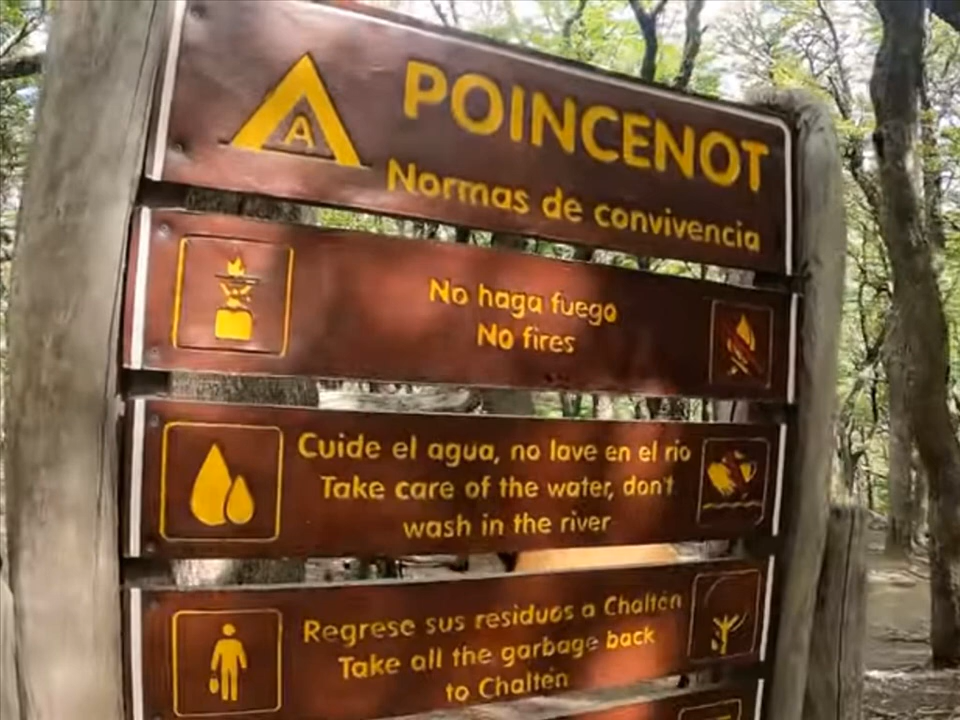 POINCENOT
A
Normas de convivencia
No haga fuego
No fires
Cuide el agua, no lave en el río
Take care of the water, don't
wash in the river
Regrese sus residuos a Chaltén
Take all the garbage back
to Chaltén